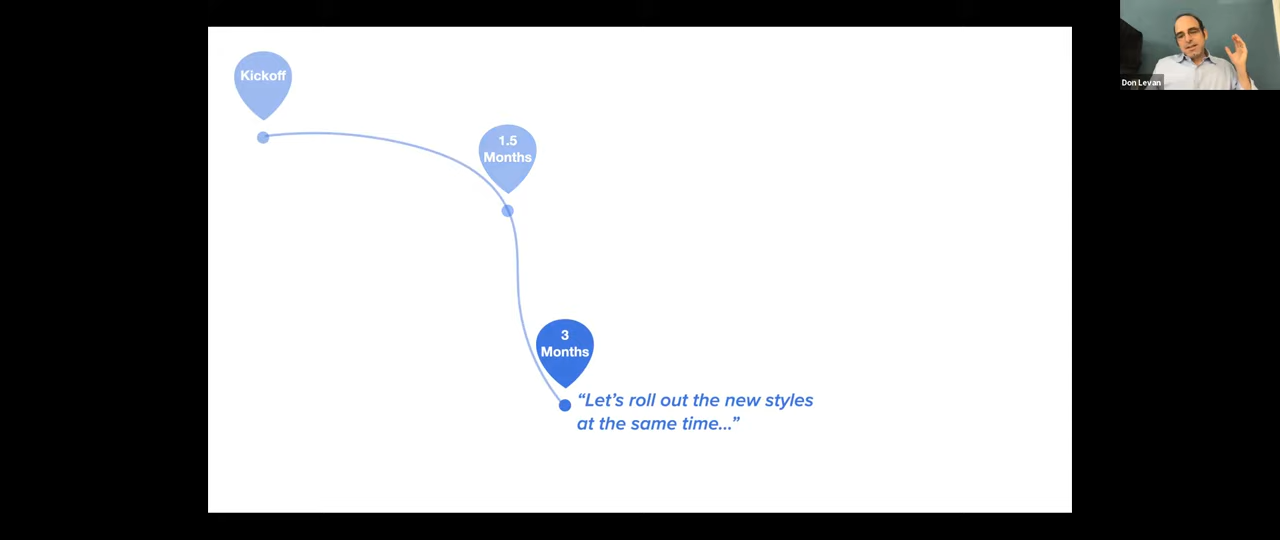 Kickoff
1.5
Months
3
Months
“Let’s roll out the new styles
at the same time...”
Don Levan